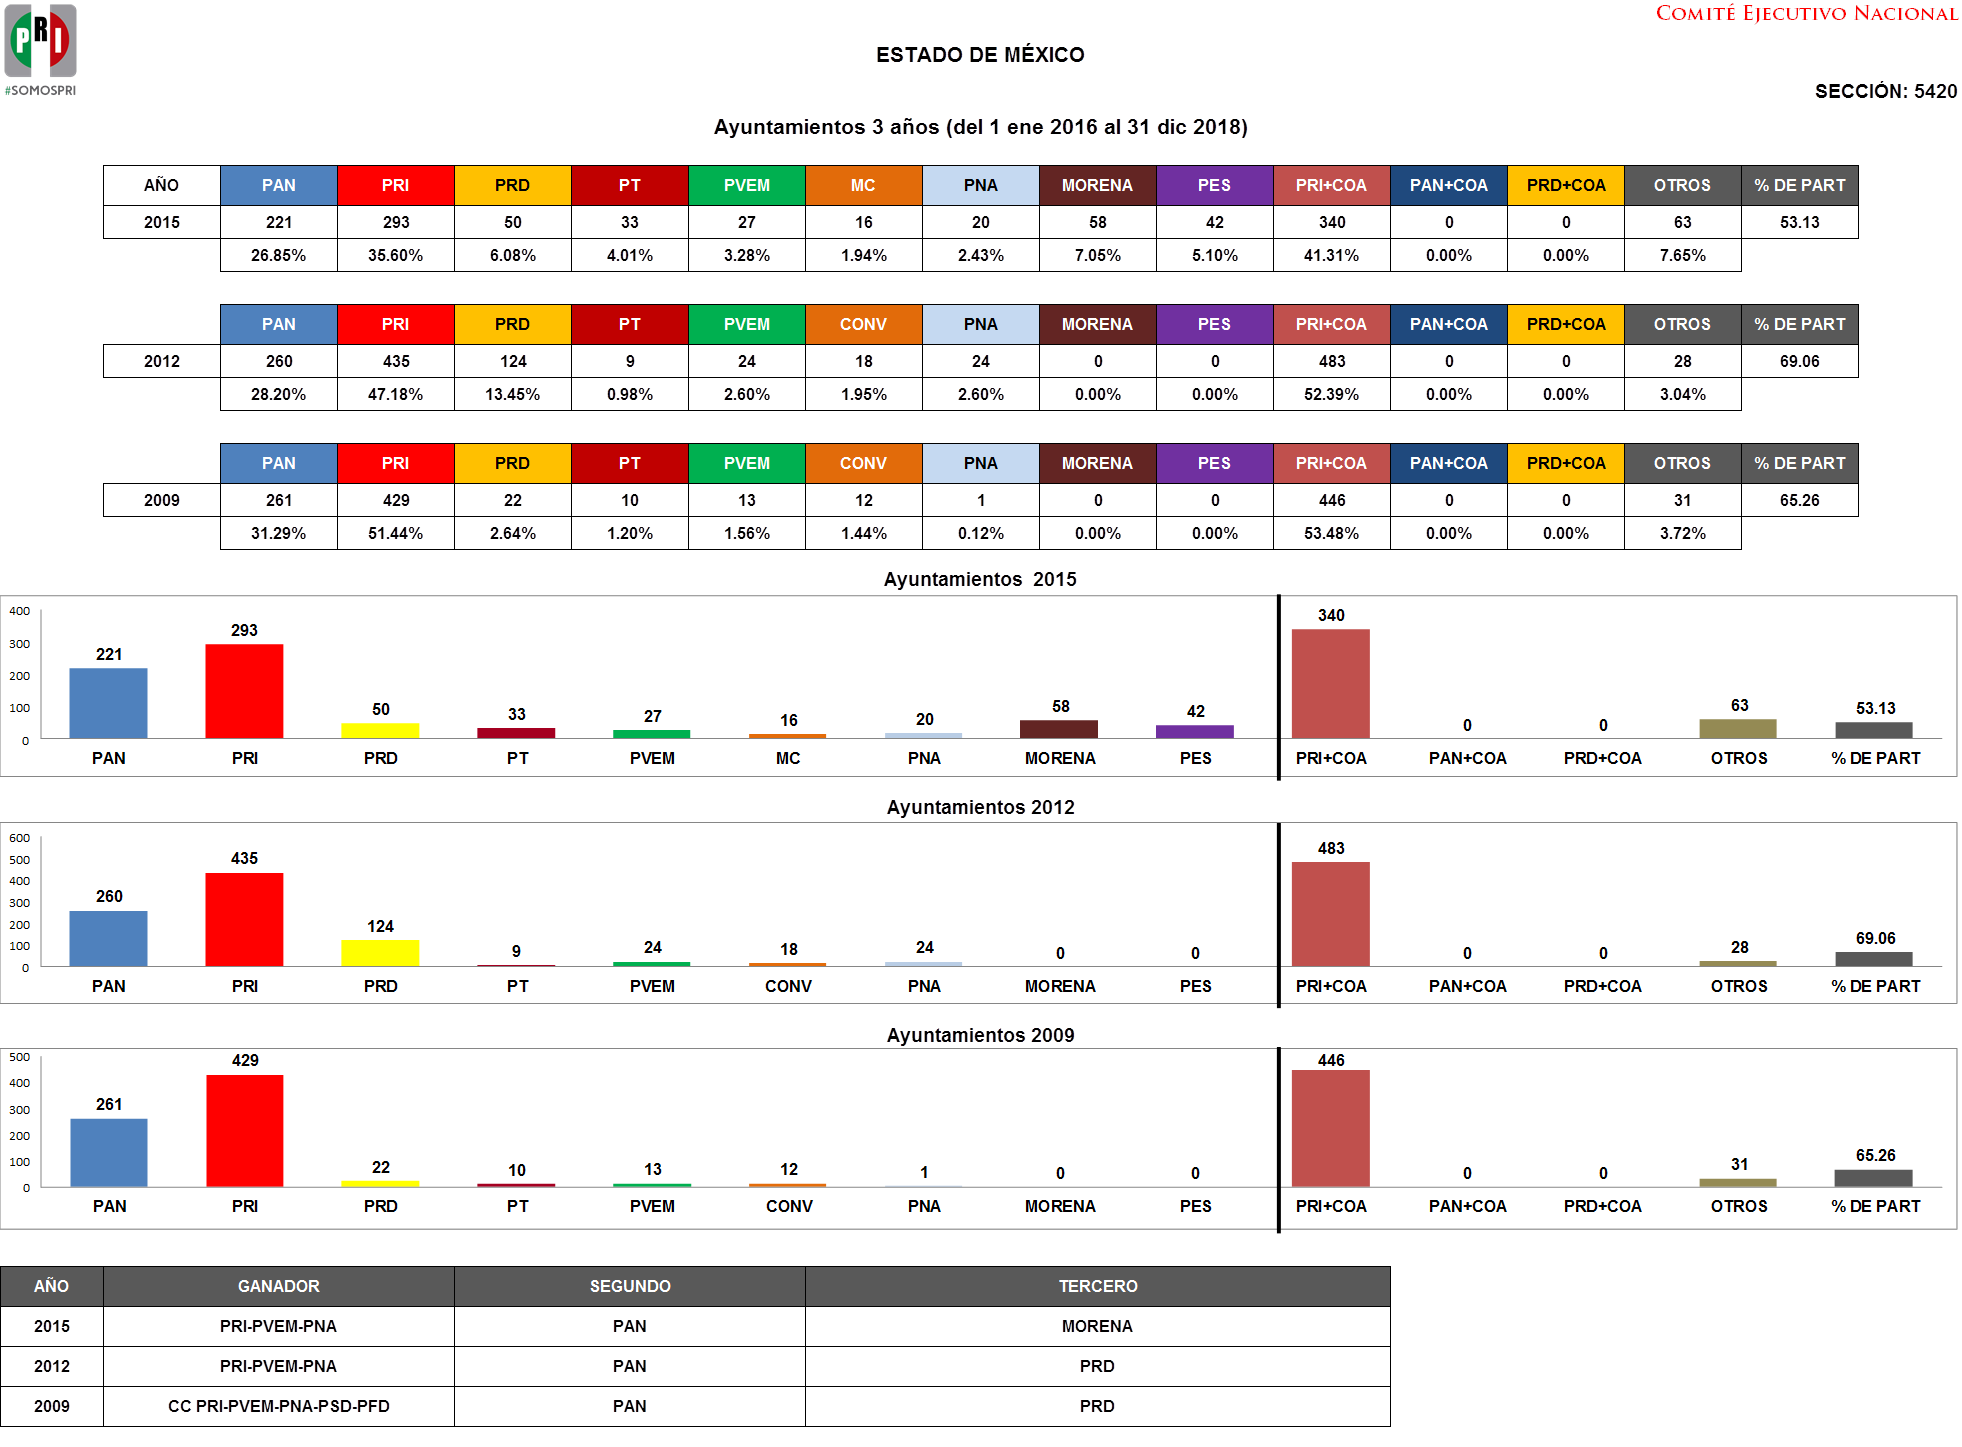 PRI
#SOMOSPRI
COMITÉ EJECUTIVO NACIONAL
ESTADO DE MÉXICO
SECCIÓN: 5420
Ayuntamientos 3 años (del 1 ene 2016 al 31 dic 2018)
AÑO PAN PRI PRD PT PVEM MC PNA MORENA PES PRI+COA PAN+COA PRD+COA OTROS % DE PART
2015 221 293 50 33 27 16 20 58 42 340 0 0 63 53.13
26.85% 35.60% 6.08% 4.01% 3.28% 1.94% 2.43% 7.05% 5.10% 41.31% 0.00% 0.00% 7.65%
PAN PRI PRD PT PVEM CONV PNA MORENA PES PRI+COA PAN+COA PRD+COA OTROS % DE PART
2012 260 435 124 9 24 18 24 0 0 483 0 0 28 69.06
28.20% 47.18% 13.45% 0.98% 2.60% 1.95% 2.60% 0.00% 0.00% 52.39% 0.00% 0.00% 3.04%
PAN PRI PRD PT PVEM CONV PNA MORENA PES PRI+COA PAN+COA PRD+COA OTROS % DE PART
2009 261 429 22 10 13 12 1 0 0 446 0 0 31 65.26
31.29% 51.44% 2.64% 1.20% 1.56% 1.44% 0.12% 0.00% 0.00% 53.48% 0.00% 0.00% 3.72%
Ayuntamientos 2015
400
300
200
100
0
221 293 50 33 27 16 20 58 42 340 0 0 63 53.13
PAN PRI PRD PT PVEM MC PNA MORENA PES PRI+COA PAN+COA PRD+COA OTROS % DE PART
Ayuntamientos 2012
600
500
400
300
200
100
0
260 435 124 9 24 18 24 0 0 483 0 0 28 69.06
PAN PRI PRD PT PVEM CONV PNA MORENA PES PRI+COA PAN+COA PRD+COA OTROS % DE PART
Ayuntamientos 2009
500
400
300
200
100
0
261 429 22 10 13 12 1 0 0 446 0 0 31 65.26
PAN PRI PRD PT PVEM CONV PNA MORENA PES PRI+COA PAN+COA PRD+COA OTROS % DE PART
AÑO GANADOR SEGUNDO TERCERO
2015 PRI-PVEM-PNA PAN MORENA
2012 PRI-PVEM-PNA PAN PRD
2009 CC PRI-PVEM-PNA-PSD-PFD PAN PRD